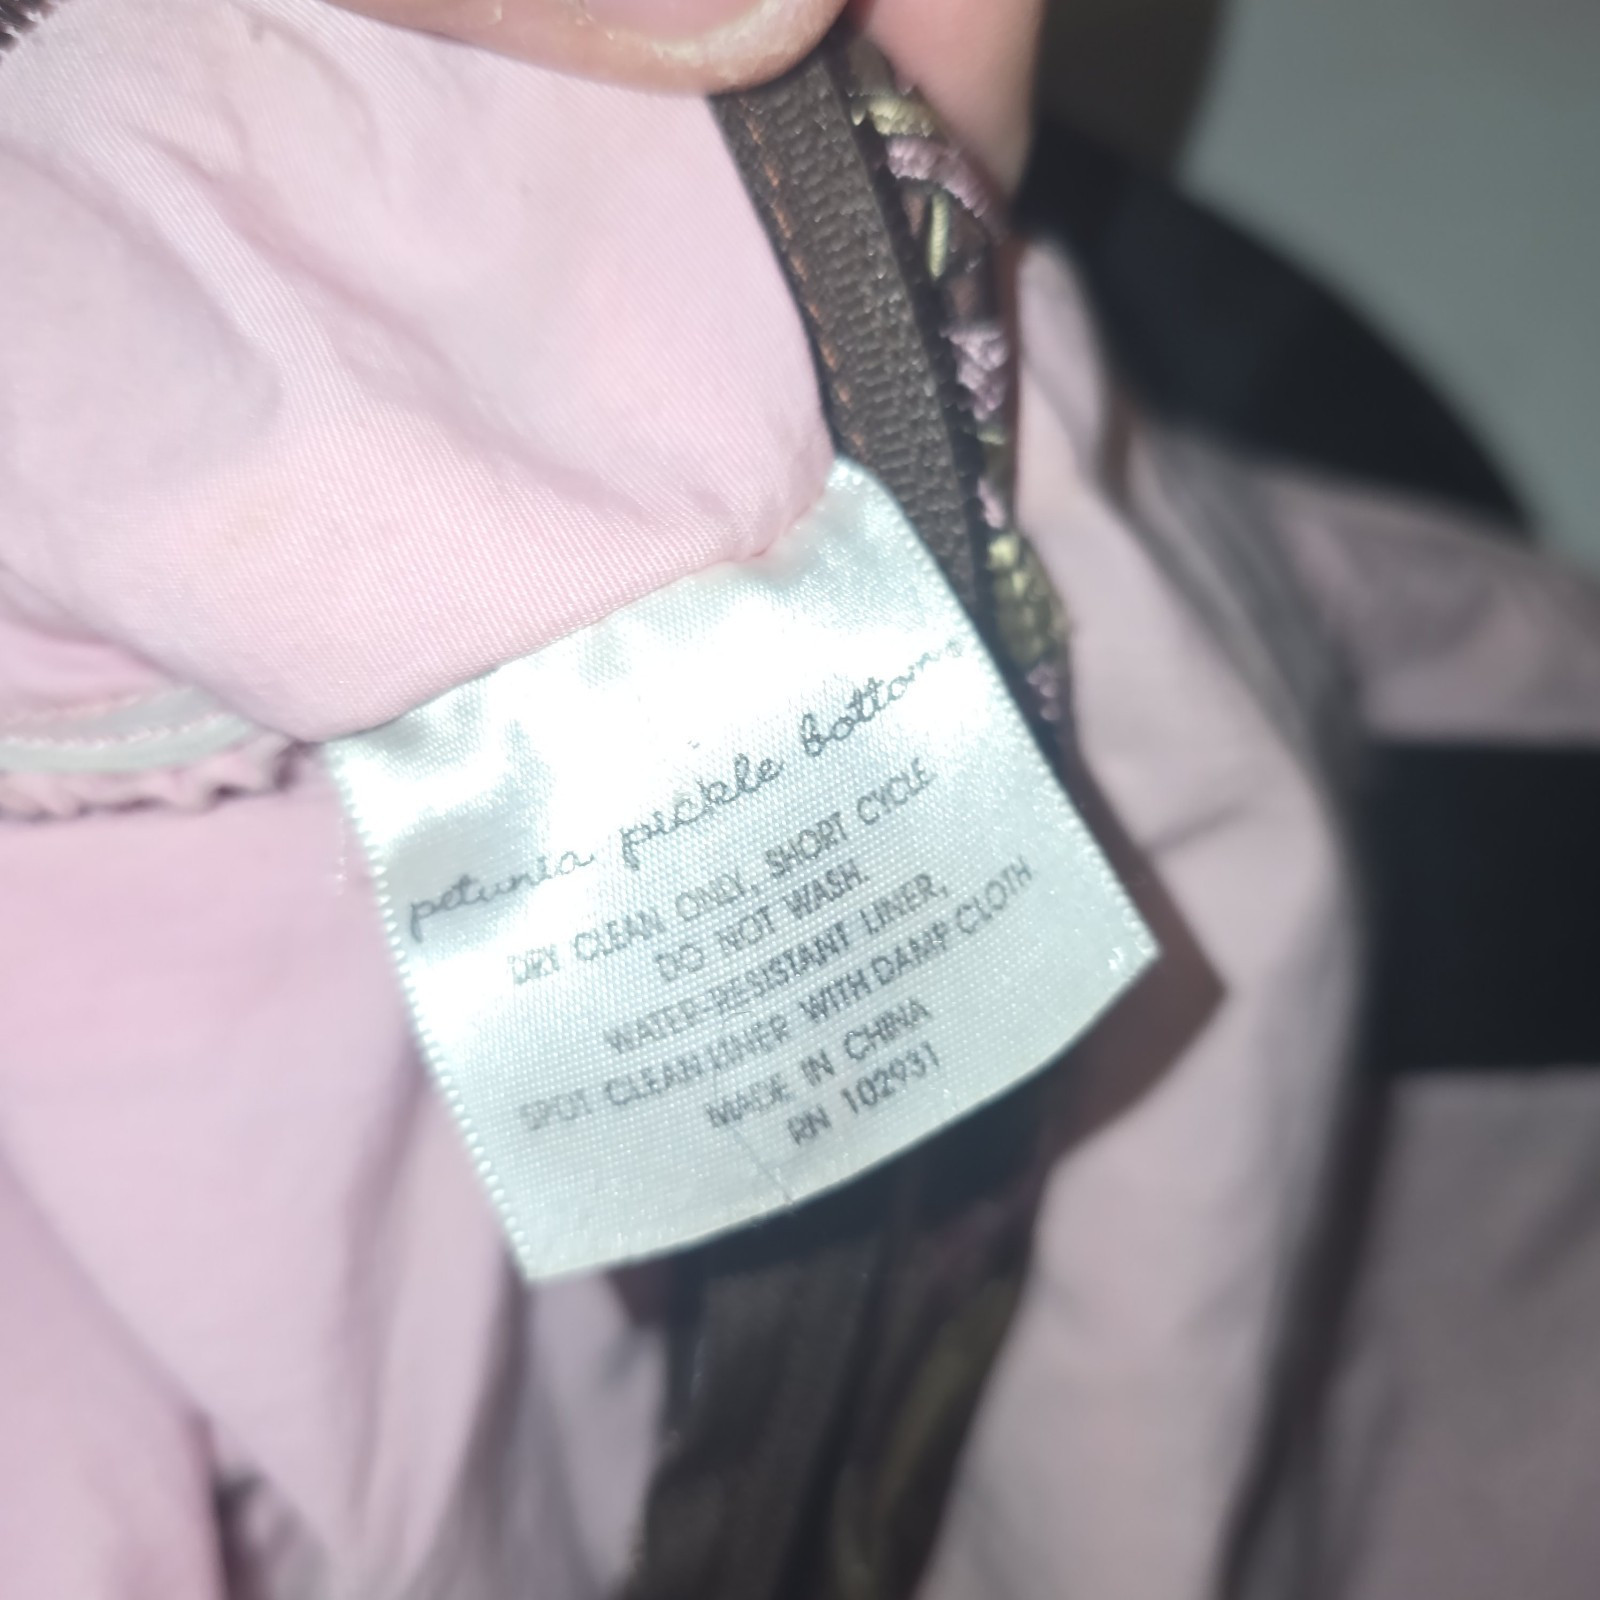 petunia pickle bottom®
DRY CLEAN ONLY, SHORT CYCLE
DO NOT WASH.
WATER-RESISTANT LINER,
SPOT CLEAN LINER WITH DAMP CLOTH
MADE IN CHINA
RN 102931